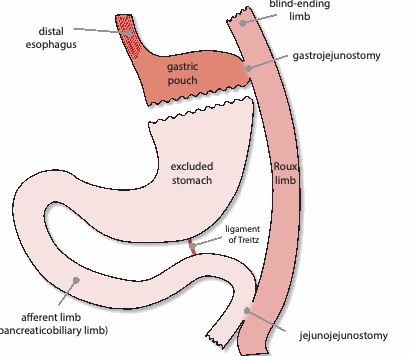 blind-ending
limb
distal
esophagus
gastrojejunostomy
gastric
pouch
excluded
stomach
Roux
limb
ligament
of Treitz
afferent limb
pancreaticobiliary limb)
jejunojejunostomy